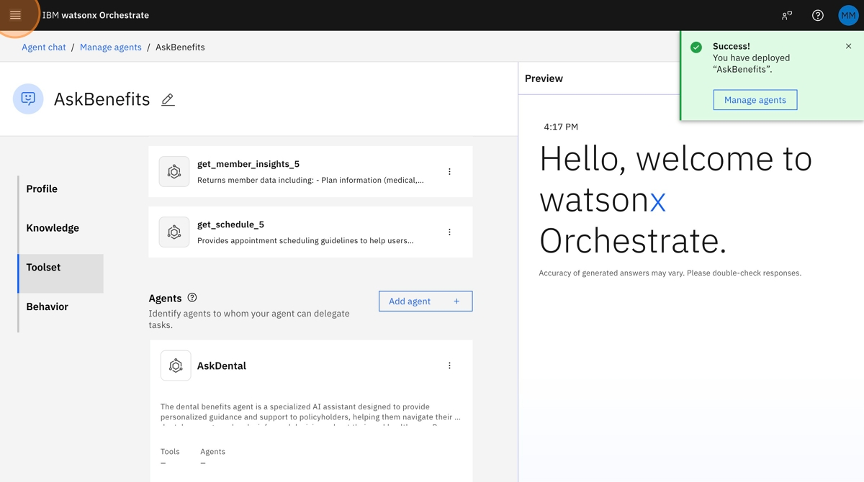 IBM watsonx Orchestrate
MM
Agent chat / Manage agents / AskBenefits
Success!
You have deployed
“AskBenefits”.
Manage agents
AskBenefits
Preview
Profile
Knowledge
Toolset
Behavior
get_member_insights_5
Returns member data including: - Plan information (medical,...
get_schedule_5
Provides appointment scheduling guidelines to help users...
Agents
Identify agents to whom your agent can delegate
tasks.
Add agent +
AskDental
The dental benefits agent is a specialized AI assistant designed to provide
personalized guidance and support to policyholders, helping them navigate their ...
Tools Agents
– –
4:17 PM
Hello, welcome to
watsonx
Orchestrate.
Accuracy of generated answers may vary. Please double-check responses.